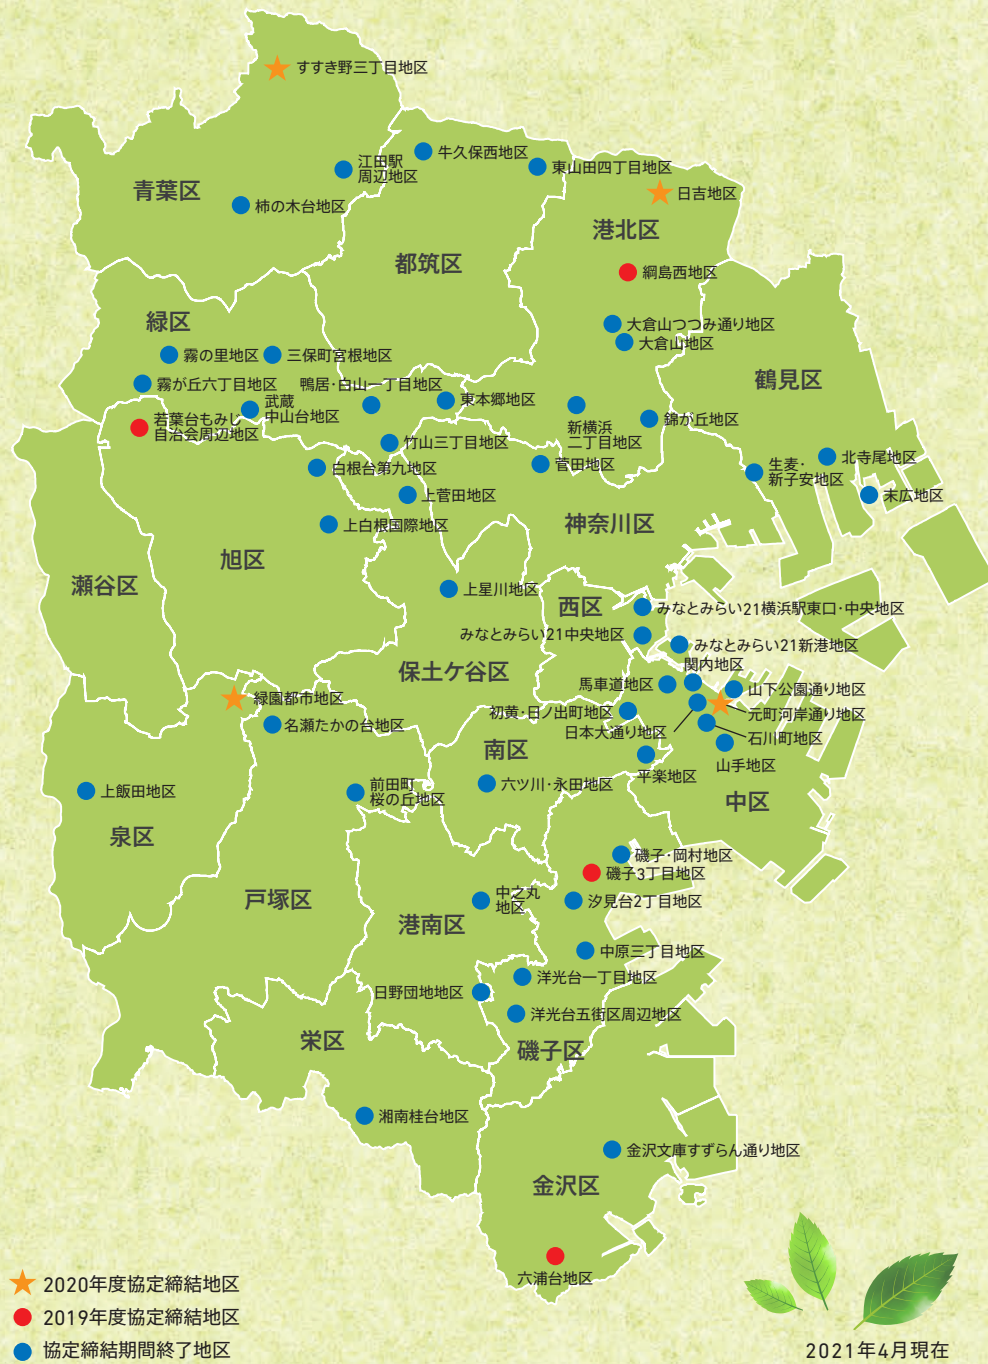 すすき野三丁目地区
江田駅
周辺地区
牛久保西地区
東山田四丁目地区
青葉区
柿の木台地区
日吉地区
港北区
都筑区
綱島西地区
緑区
大倉山つつみ通り地区
大倉山地区
霧の里地区
三保町宮根地区
鶴見区
霧が丘六丁目地区
鴨居・白山一丁目地区
武蔵
中山台地区
東本郷地区
若葉台もみじ
自治会周辺地区
新横浜
二丁目地区
錦が丘地区
竹山三丁目地区
白根台第九地区
菅田地区
生麦・
新子安地区
北寺尾地区
末広地区
上菅田地区
上白根国際地区
神奈川区
旭区
瀬谷区
上星川地区
西区
みなとみらい21横浜駅東口・中央地区
みなとみらい21中央地区
みなとみらい21新港地区
保土ケ谷区
関内地区
馬車道地区
山下公園通り地区
緑園都市地区
初黄・日ノ出町地区
元町河岸通り地区
名瀬たかの台地区
日本大通り地区
石川町地区
南区
山手地区
平楽地区
前田町
桜の丘地区
六ツ川・永田地区
上飯田地区
中区
泉区
磯子・岡村地区
磯子3丁目地区
戸塚区
中之丸
地区
汐見台2丁目地区
港南区
中原三丁目地区
洋光台一丁目地区
日野団地地区
洋光台五街区周辺地区
栄区
磯子区
湘南桂台地区
金沢文庫すずらん通り地区
金沢区
六浦台地区
2020年度協定締結地区
2019年度協定締結地区
協定締結期間終了地区
2021年4月現在